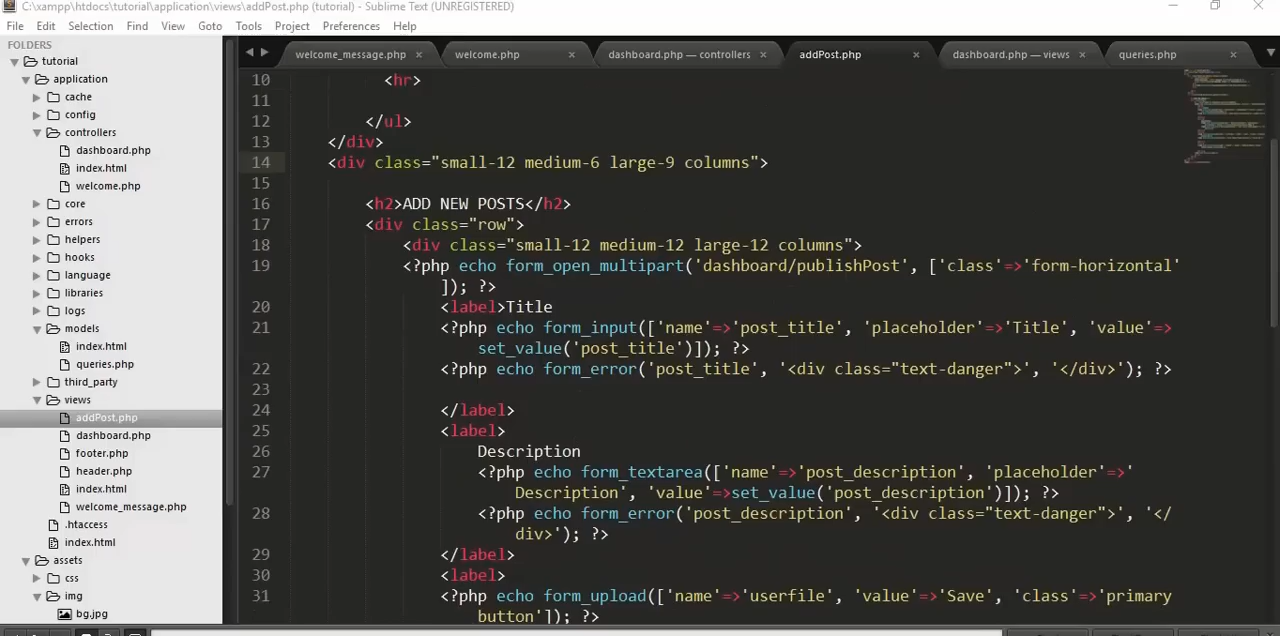 C:\xampp\htdocs\tutorial\application\views\addPost.php (tutorial) - Sublime Text (UNREGISTERED)
File Edit Selection Find View Goto Tools Project Preferences Help
FOLDERS
tutorial
application
cache
config
controllers
dashboard.php
index.html
welcome.php
core
errors
helpers
hooks
language
libraries
logs
models
index.html
queries.php
third_party
views
addPost.php
dashboard.php
footer.php
header.php
index.html
welcome_message.php
.htaccess
index.html
assets
css
img
bg.jpg
welcome_message.php × welcome.php × dashboard.php — controllers × addPost.php × dashboard.php — views × queries.php ×
10 <hr>
11
12 </ul>
13 </div>
14 <div class="small-12 medium-6 large-9 columns">
15
16 <h2>ADD NEW POSTS</h2>
17 <div class="row">
18 <div class="small-12 medium-12 large-12 columns">
19 <?php echo form_open_multipart('dashboard/publishPost', ['class'=>'form-horizontal'
]); ?>
20 <label>Title
21 <?php echo form_input(['name'=>'post_title', 'placeholder'=>'Title', 'value'=>
set_value('post_title')]); ?>
22 <?php echo form_error('post_title', '<div class="text-danger">', '</div>'); ?>
23
24 </label>
25 <label>
26 Description
27 <?php echo form_textarea(['name'=>'post_description', 'placeholder'=>'
Description', 'value'=>set_value('post_description')]); ?>
28 <?php echo form_error('post_description', '<div class="text-danger">', '</
div>'); ?>
29 </label>
30 <label>
31 <?php echo form_upload(['name'=>'userfile', 'value'=>'Save', 'class'=>'primary
button']); ?>